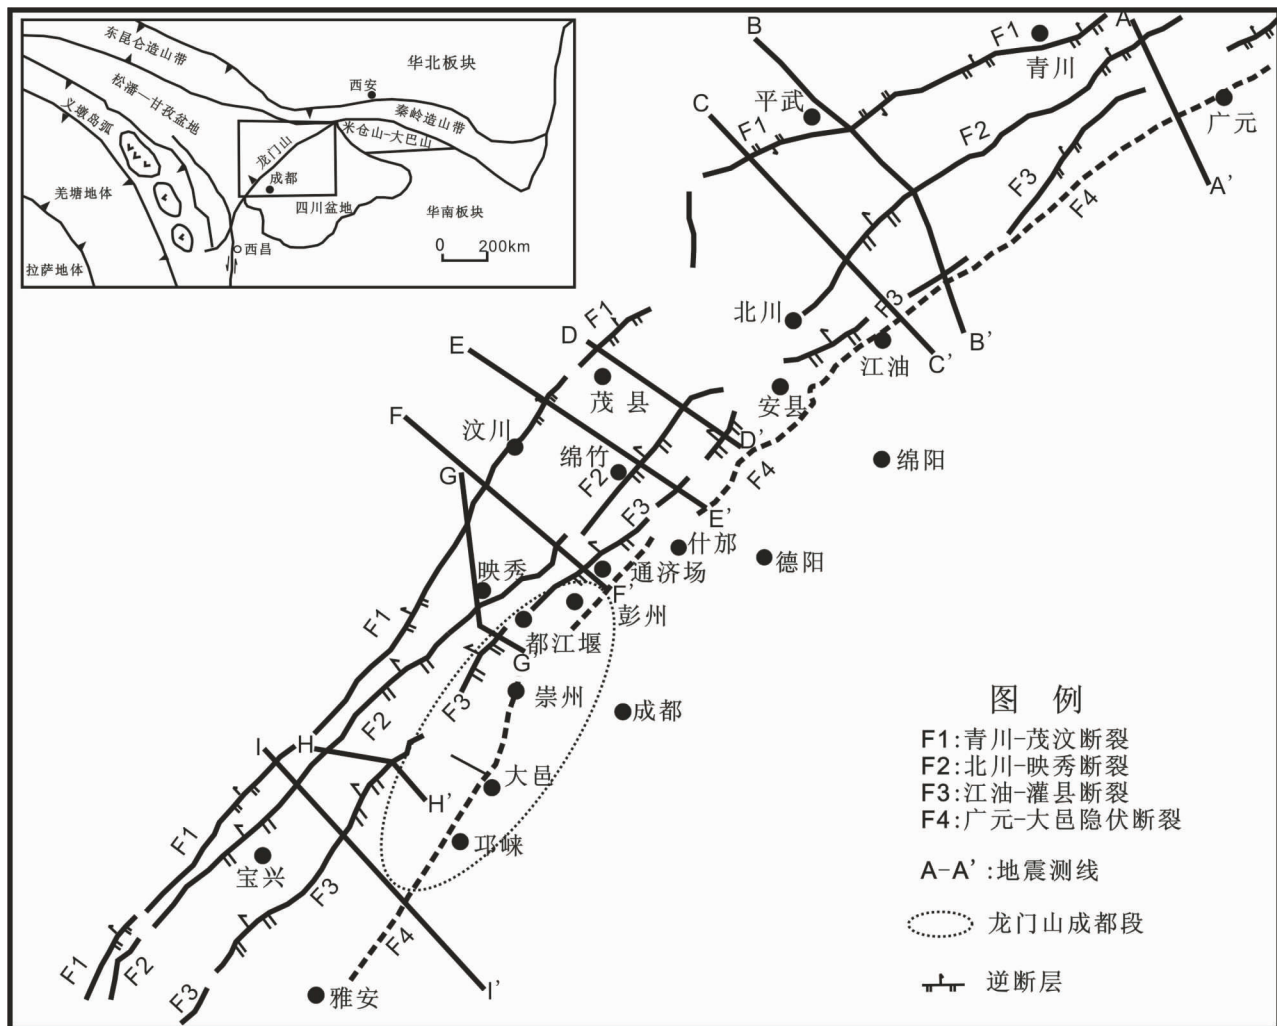 东昆仑造山带
华北板块
西安
松潘—甘孜盆地
秦岭造山带
义墩岛弧
米仓山-大巴山
龙门山
成都
羌塘地体
四川盆地
华南板块
西昌
0 200km
拉萨地体
B
A
F1
青川
C
平武
F1
F2
广元
F3
A'
F4
北川
F3
F1
D
E
B'
江油
C'
茂县
安县
F
汶川
D'
绵竹
绵阳
G
F2
F4
F3
E'
什邡
德阳
映秀
通济场
F'
彭州
F1
都江堰
G'
崇州
F3
成都
F2
I
H
大邑
H'
F1
邛崃
宝兴
F3
F4
F1
F2
F3
雅安
I'
图 例
F1:青川-茂汶断裂
F2:北川-映秀断裂
F3:江油-灌县断裂
F4:广元-大邑隐伏断裂
A-A':地震测线
龙门山成都段
逆断层